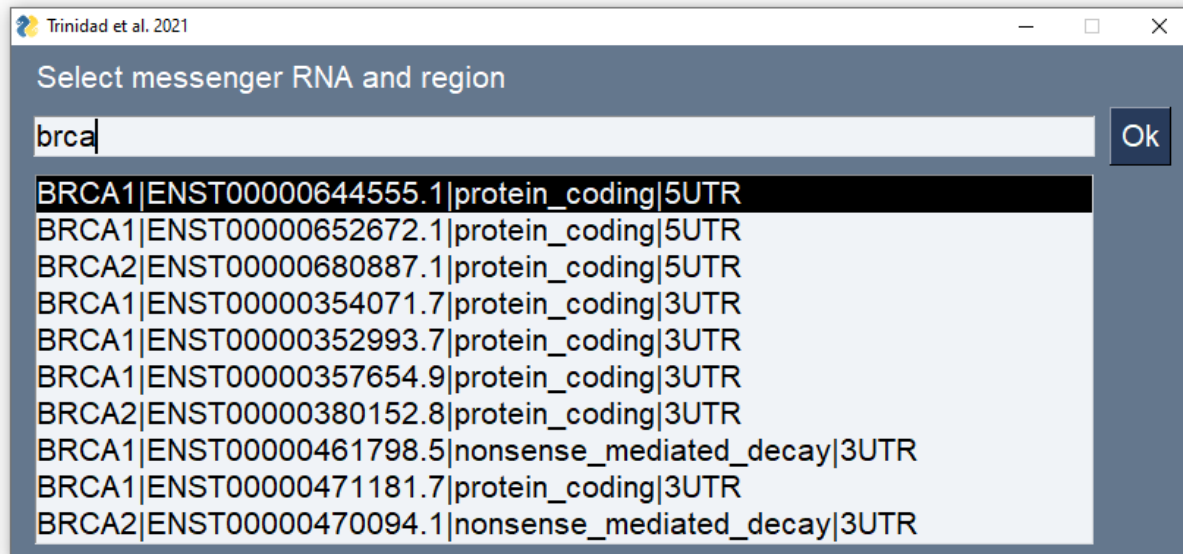 Trinidad et al. 2021
Select messenger RNA and region
brca
Ok
BRCA1|ENST00000644555.1|protein_coding|5UTR
BRCA1|ENST00000652672.1|protein_coding|5UTR
BRCA2|ENST00000680887.1|protein_coding|5UTR
BRCA1|ENST00000354071.7|protein_coding|3UTR
BRCA1|ENST00000352993.7|protein_coding|3UTR
BRCA1|ENST00000357654.9|protein_coding|3UTR
BRCA2|ENST00000380152.8|protein_coding|3UTR
BRCA1|ENST00000461798.5|nonsense_mediated_decay|3UTR
BRCA1|ENST00000471181.7|protein_coding|3UTR
BRCA2|ENST00000470094.1|nonsense_mediated_decay|3UTR